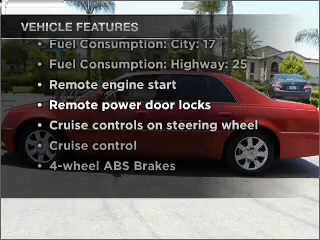 VEHICLE FEATURES
• Fuel Consumption: City: 17
• Fuel Consumption: Highway: 25
• Remote engine start
• Remote power door locks
• Cruise controls on steering wheel
• Cruise control
• 4-wheel ABS Brakes